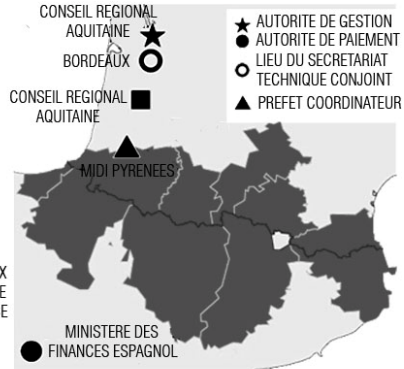 CONSEIL REGIONAL
AQUITAINE
BORDEAUX
CONSEIL REGIONAL
AQUITAINE
MIDI PYRENEES
MINISTERE DES
FINANCES ESPAGNOL
AUTORITE DE GESTION
AUTORITE DE PAIEMENT
LIEU DU SECRETARIAT
TECHNIQUE CONJOINT
PREFET COORDINATEUR